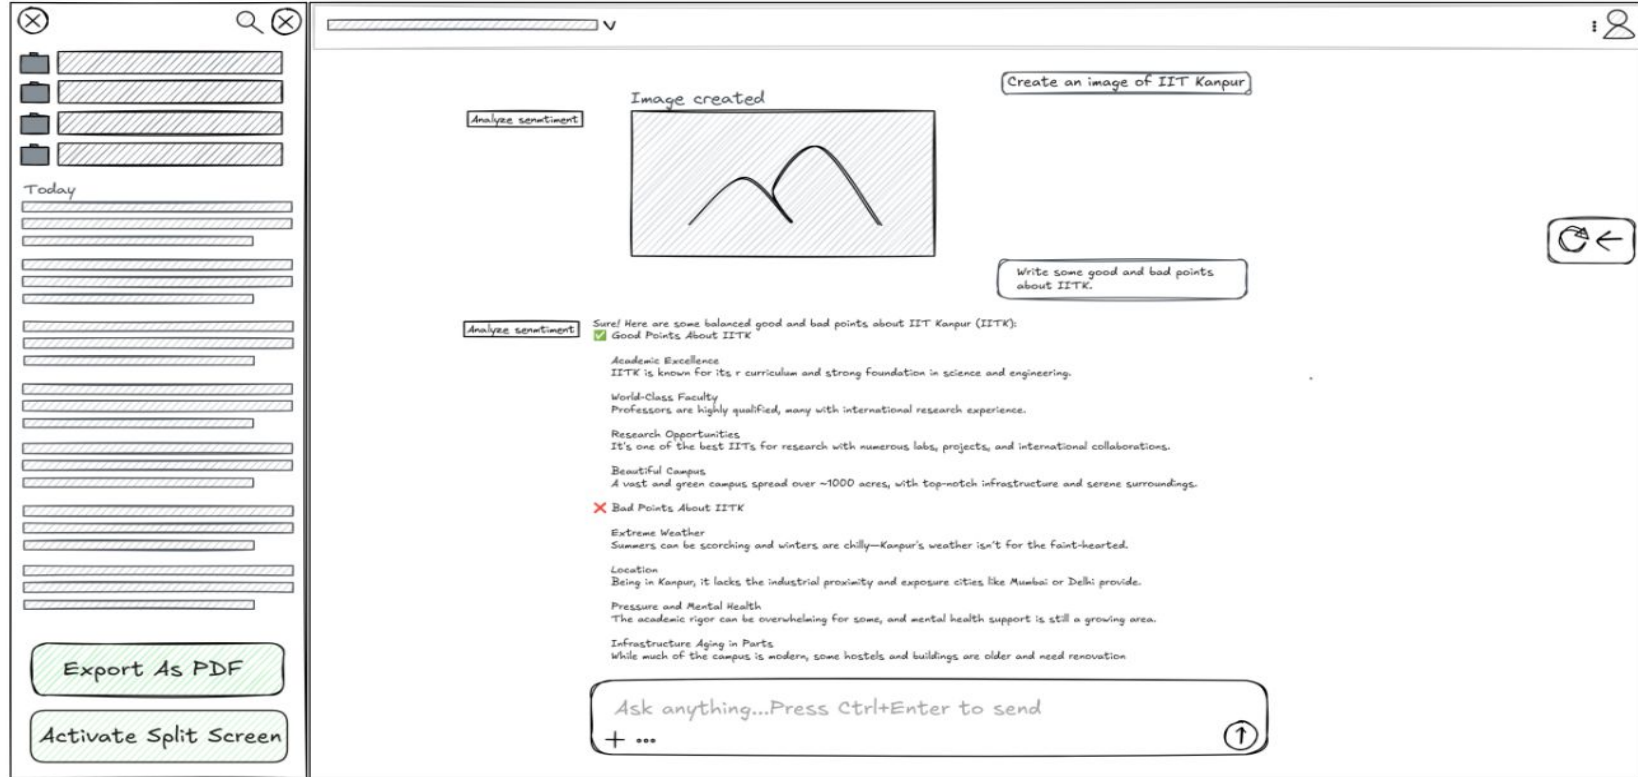 Today
Export As PDF
Activate Split Screen
Create an image of IIT Kanpur
Image created
Analyze senmtiment
Write some good and bad points
about IITK.
Analyze senmtiment
Sure! Here are some balanced good and bad points about IIT Kanpur (IITK):
✅ Good Points About IITK
Academic Excellence
IITK is known for its r curriculum and strong foundation in science and engineering.
World-Class Faculty
Professors are highly qualified, many with international research experience.
Research Opportunities
It's one of the best IITs for research with numerous labs, projects, and international collaborations.
Beautiful Campus
A vast and green campus spread over ~1000 acres, with top-notch infrastructure and serene surroundings.
❌ Bad Points About IITK
Extreme Weather
Summers can be scorching and winters are chilly—Kanpur's weather isn't for the faint-hearted.
Location
Being in Kanpur, it lacks the industrial proximity and exposure cities like Mumbai or Delhi provide.
Pressure and Mental Health
The academic rigor can be overwhelming for some, and mental health support is still a growing area.
Infrastructure Aging in Parts
While much of the campus is modern, some hostels and buildings are older and need renovation
Ask anything...Press Ctrl+Enter to send